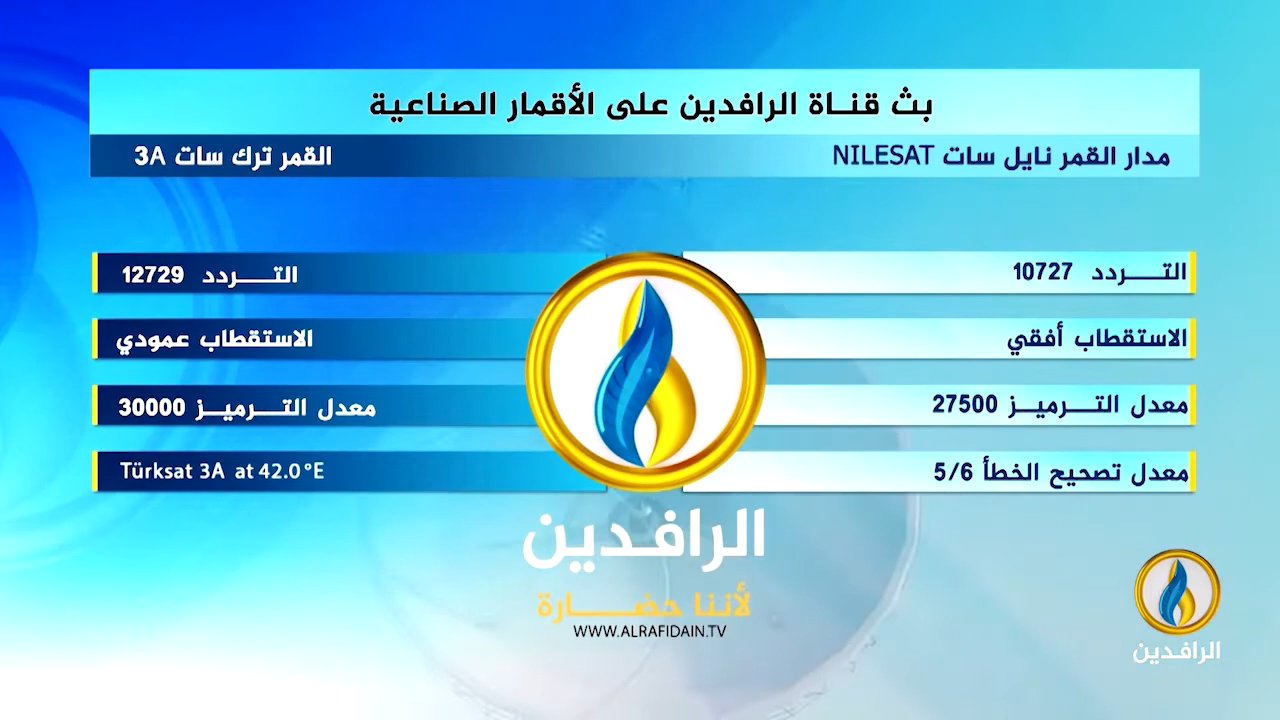 بث قناة الرافدين على الأقمار الصناعية
مدار القمر نايل سات NILESAT
القمر ترك سات 3A
التردد 10727
التردد 12729
الاستقطاب أفقي
الاستقطاب عمودي
معدل الترميز 27500
معدل الترميز 30000
معدل تصحيح الخطأ 5/6
Türksat 3A at 42.0°E
الرافدين
لأننا حضارة
WWW.ALRAFIDAIN.TV
الرافدين